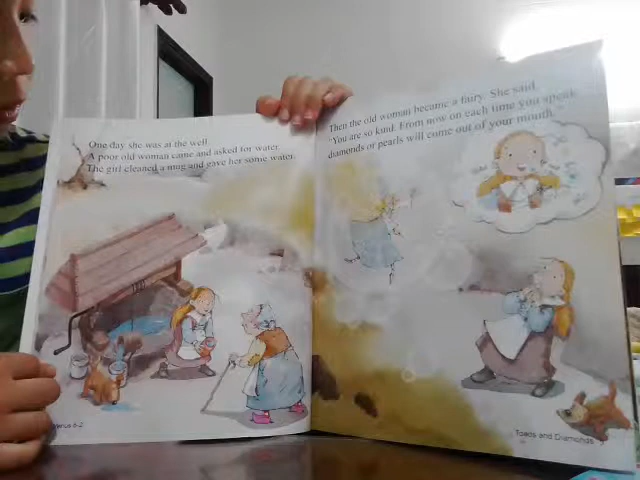 One day she was at the well.
A poor old woman came and asked for water.
The girl cleaned a mug and gave her some water.
Then the old woman became a fairy. She said,
"You are so kind. From now on each time you speak
diamonds or pearls will come out of your mouth."
6-2
Toads and Diamonds